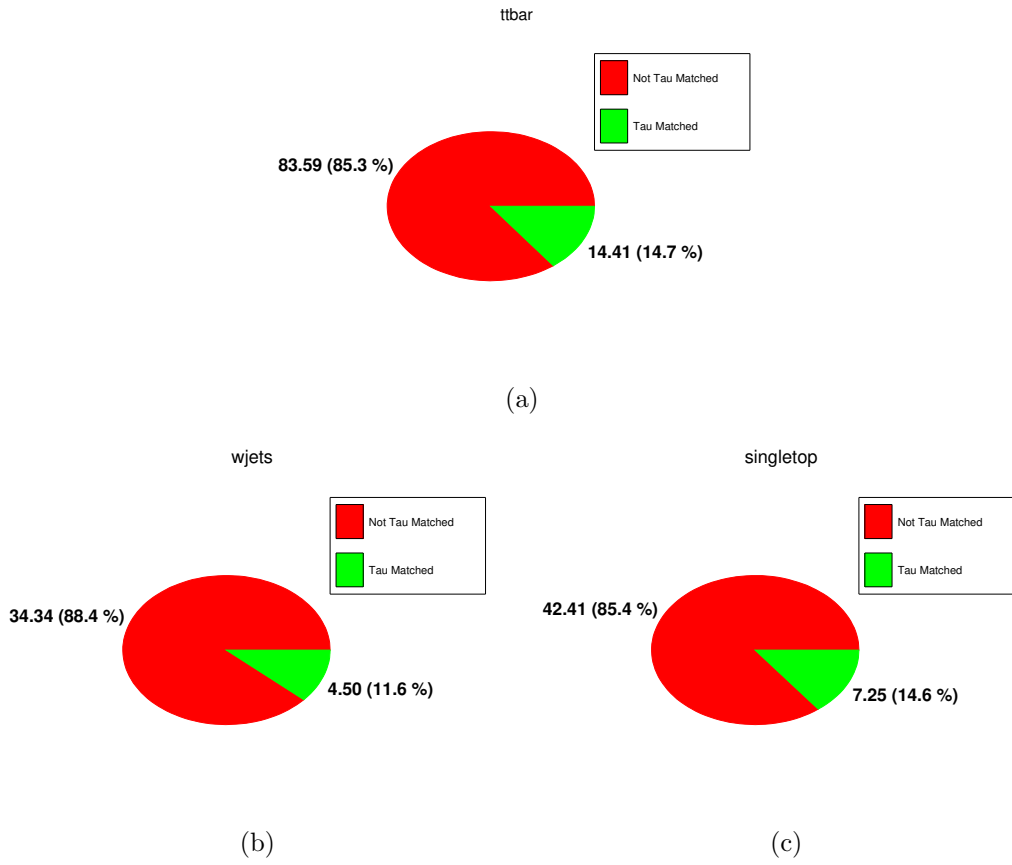 ttbar
Not Tau Matched
Tau Matched
83.59 (85.3 %)
14.41 (14.7 %)
(a)
wjets
Not Tau Matched
Tau Matched
34.34 (88.4 %)
4.50 (11.6 %)
(b)
singletop
Not Tau Matched
Tau Matched
42.41 (85.4 %)
7.25 (14.6 %)
(c)